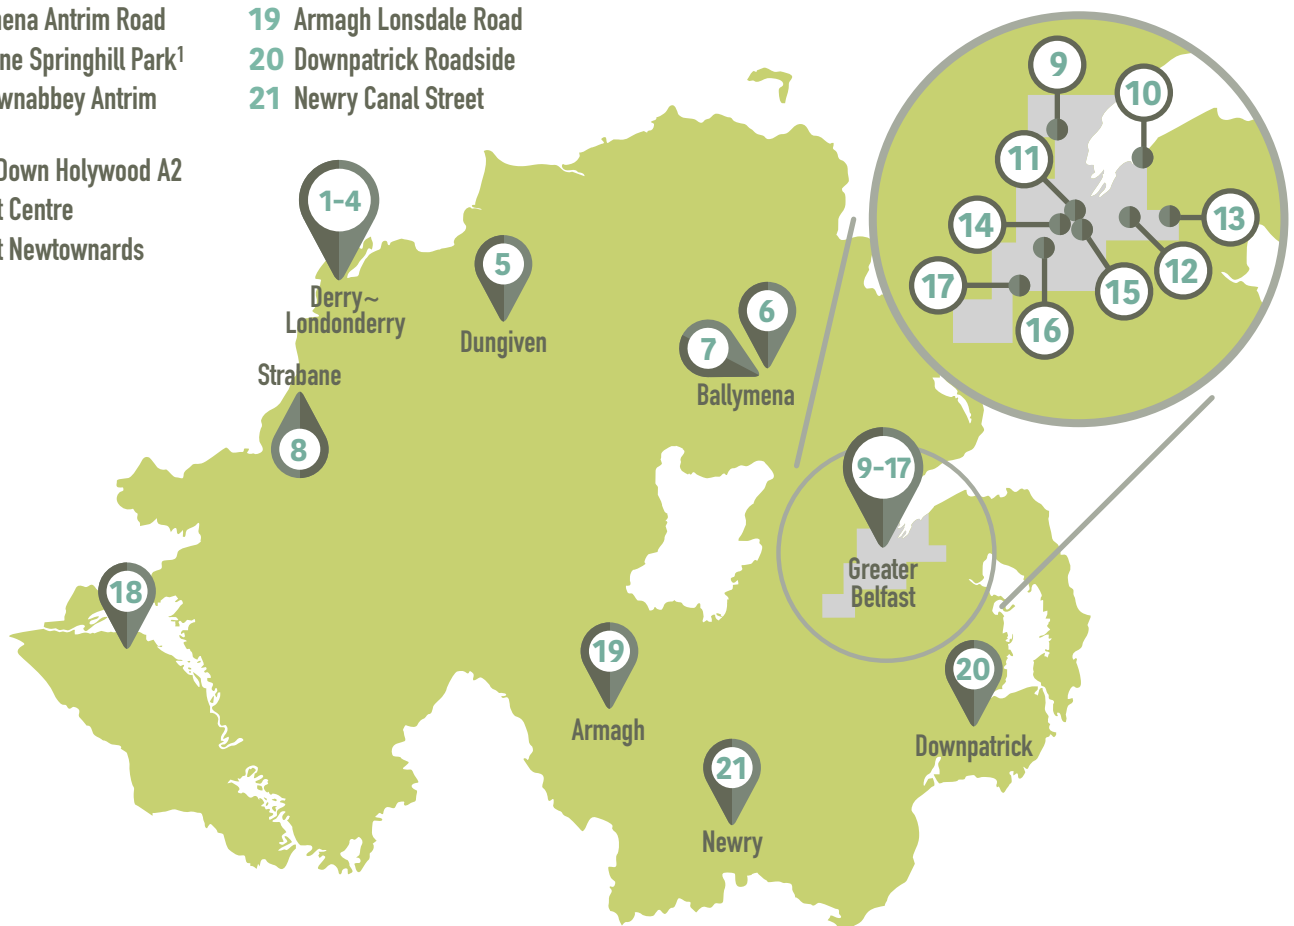 ena Antrim Road
ne Springhill Park¹
wnabbey Antrim
Down Holywood A2
t Centre
t Newtownards
19 Armagh Lonsdale Road
20 Downpatrick Roadside
21 Newry Canal Street
1-4
Derry~
Londonderry
5
Dungiven
6
7
Ballymena
Strabane
8
9-17
Greater
Belfast
18
19
Armagh
20
Downpatrick
21
Newry
9
10
11
13
14
12
17
15
16